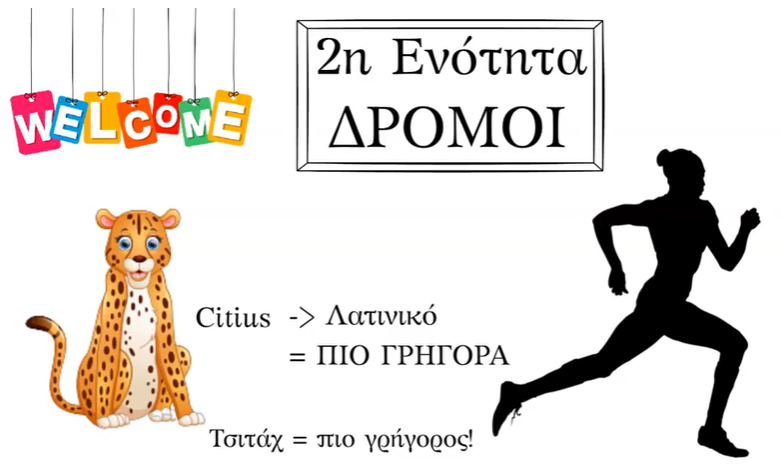 WELCOME
2η Ενότητα
ΔΡΟΜΟΙ
Citius -> Λατινικό
= ΠΙΟ ΓΡΗΓΟΡΑ
Τσιτάχ = πιο γρήγορος!